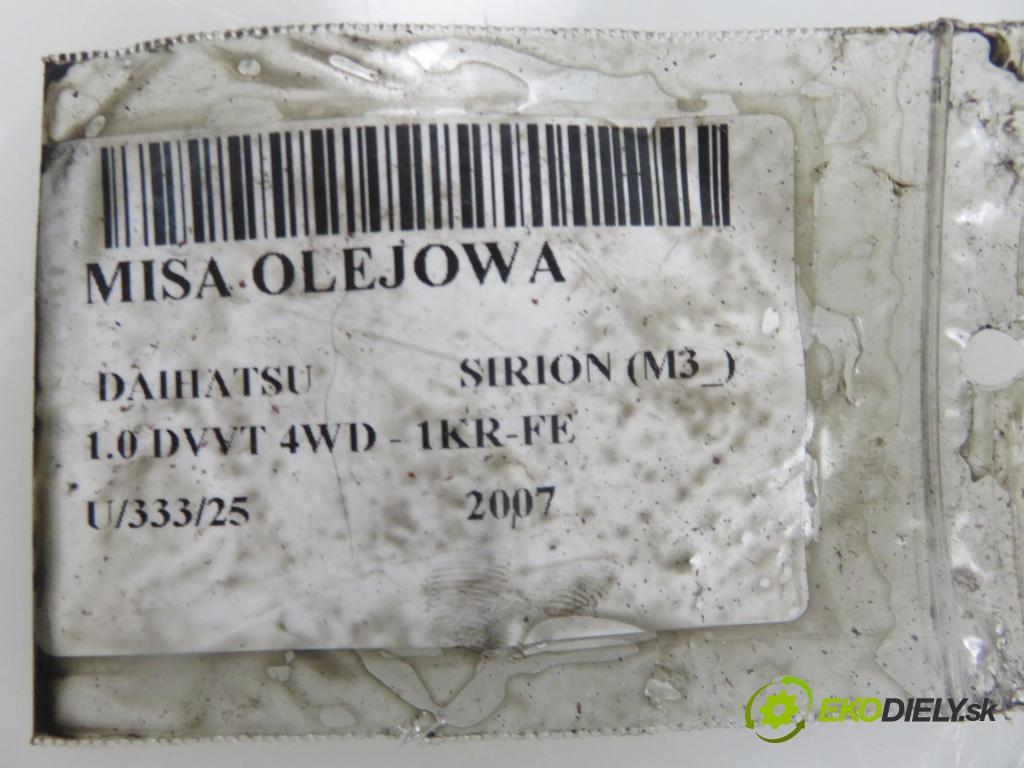 MISA OLEJOWA
DAIHATSU SIRION (M3_)
1.0 DVVT 4WD - 1KR-FE
U/333/25 2007
EKODIELY.sk